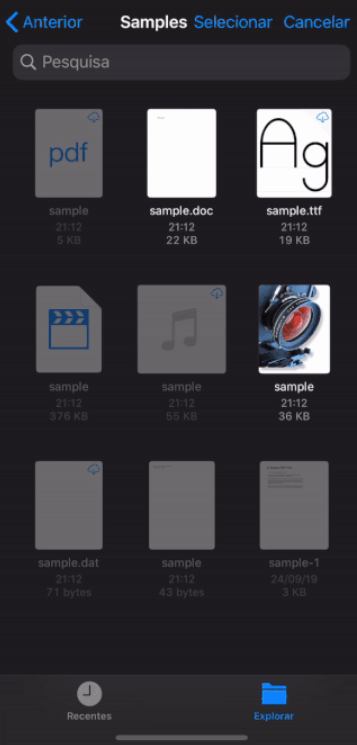 Anterior Samples Selecionar Cancelar
Pesquisa
pdf Ag
sample sample.doc sample.ttf
21:12 21:12 21:12
5 KB 22 KB 19 KB
sample sample sample
21:12 21:12 21:12
376 KB 55 KB 36 KB
sample.dat sample sample-1
21:12 21:12 24/09/19
71 bytes 43 bytes 3 KB
Recentes Explorar